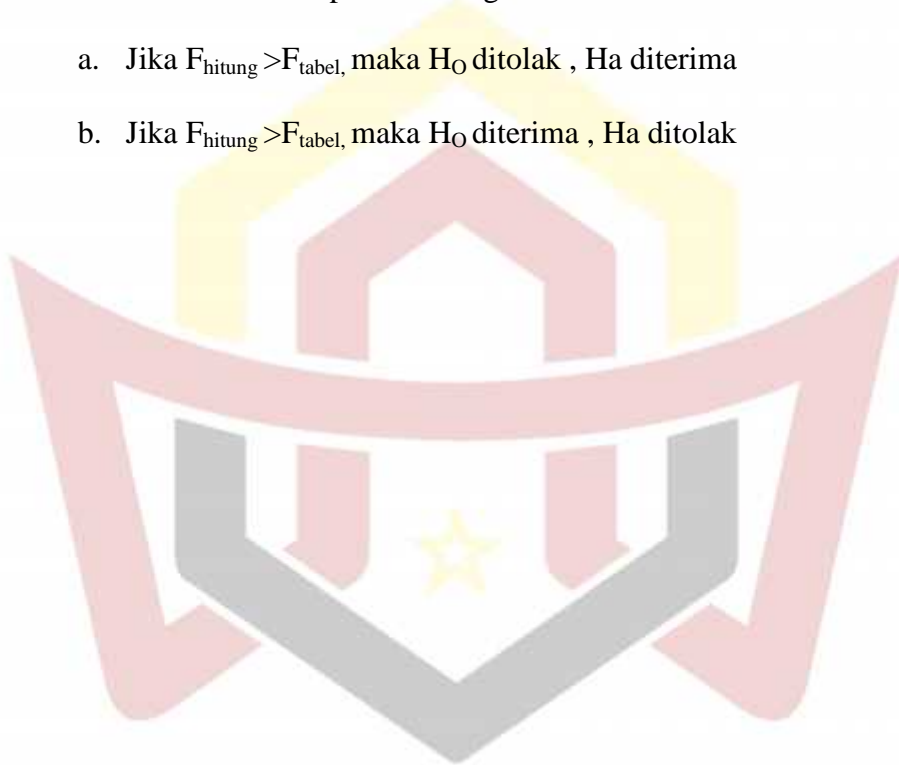 a. Jika Fhitung >Ftabel, maka HO ditolak , Ha diterima
b. Jika Fhitung >Ftabel, maka HO diterima , Ha ditolak